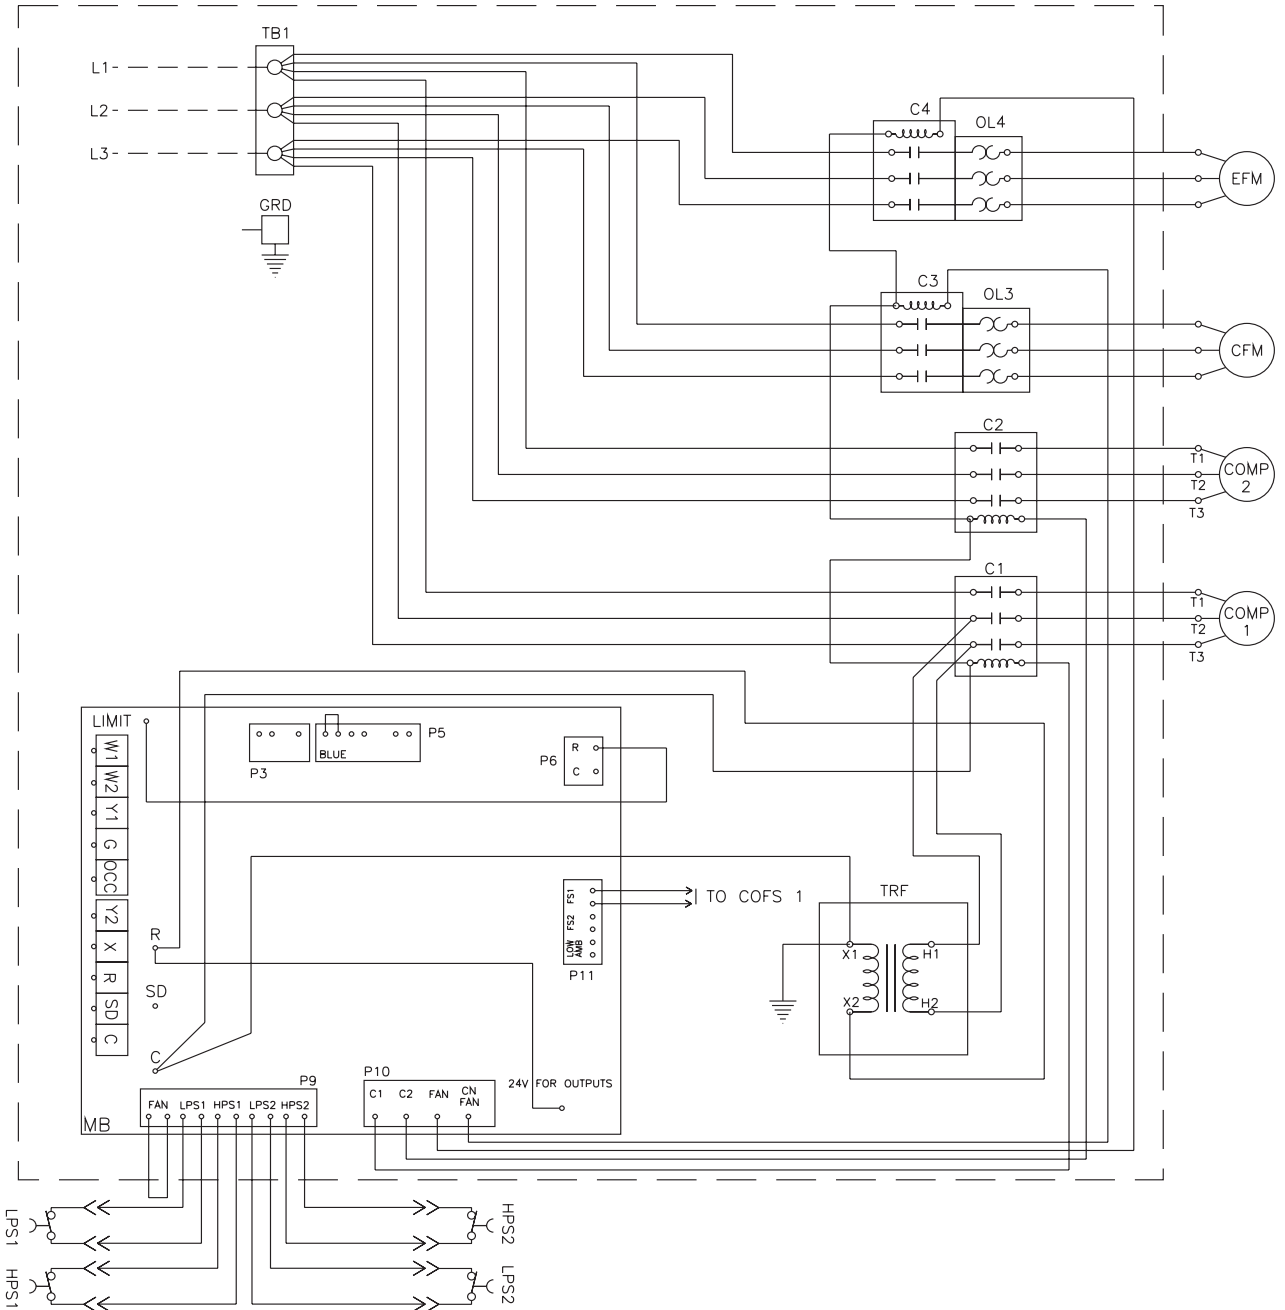 TB1
L1
L2
L3
GRD
C4
OL4
EFM
C3
OL3
CFM
C2
T1
T2
T3
COMP
2
C1
T1
T2
T3
COMP
1
LIMIT
W1
W2
Y1
G
OCC
Y2
X
R
SD
C
P3
BLUE
P5
P6
R
C
R
SD
C
FS1
FS2
LOW
AMB
P11
TO COFS 1
TRF
X1
H1
X2
H2
P9
FAN LPS1 HPS1 LPS2 HPS2
P10
C1 C2 FAN CN
FAN
24V FOR OUTPUTS
MB
LPS1
HPS2
HPS1
LPS2